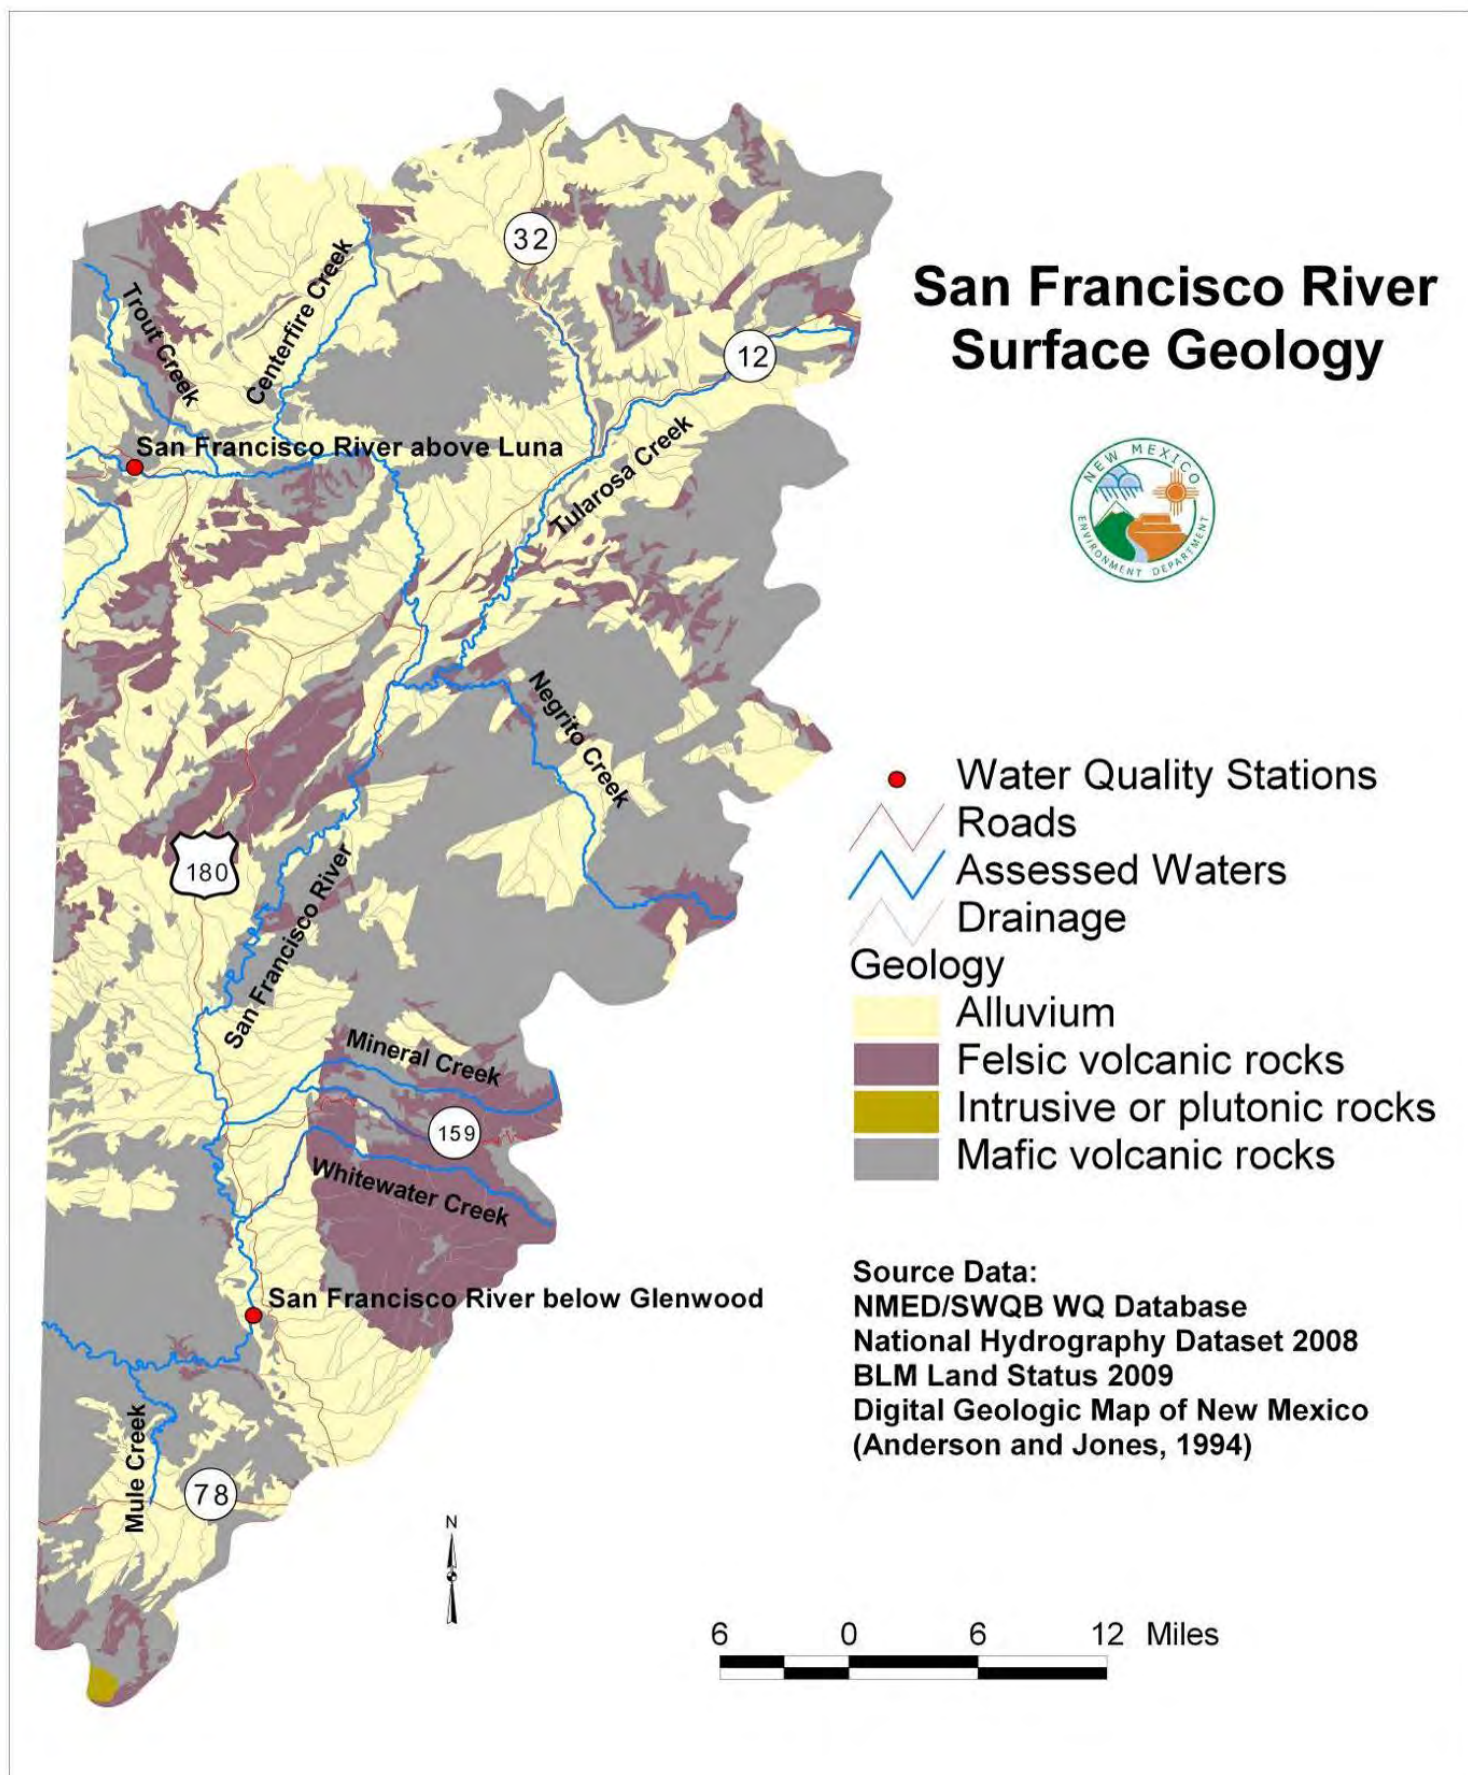 San Francisco River
Surface Geology
NEW MEXICO
ENVIRONMENT DEPARTMENT
32
12
Trout Creek
Centerfire Creek
San Francisco River above Luna
Tularosa Creek
Negrito Creek
180
San Francisco River
Mineral Creek
159
Whitewater Creek
San Francisco River below Glenwood
Mule Creek
78
Water Quality Stations
Roads
Assessed Waters
Drainage
Geology
Alluvium
Felsic volcanic rocks
Intrusive or plutonic rocks
Mafic volcanic rocks
Source Data:
NMED/SWQB WQ Database
National Hydrography Dataset 2008
BLM Land Status 2009
Digital Geologic Map of New Mexico
(Anderson and Jones, 1994)
N
6 0 6 12 Miles